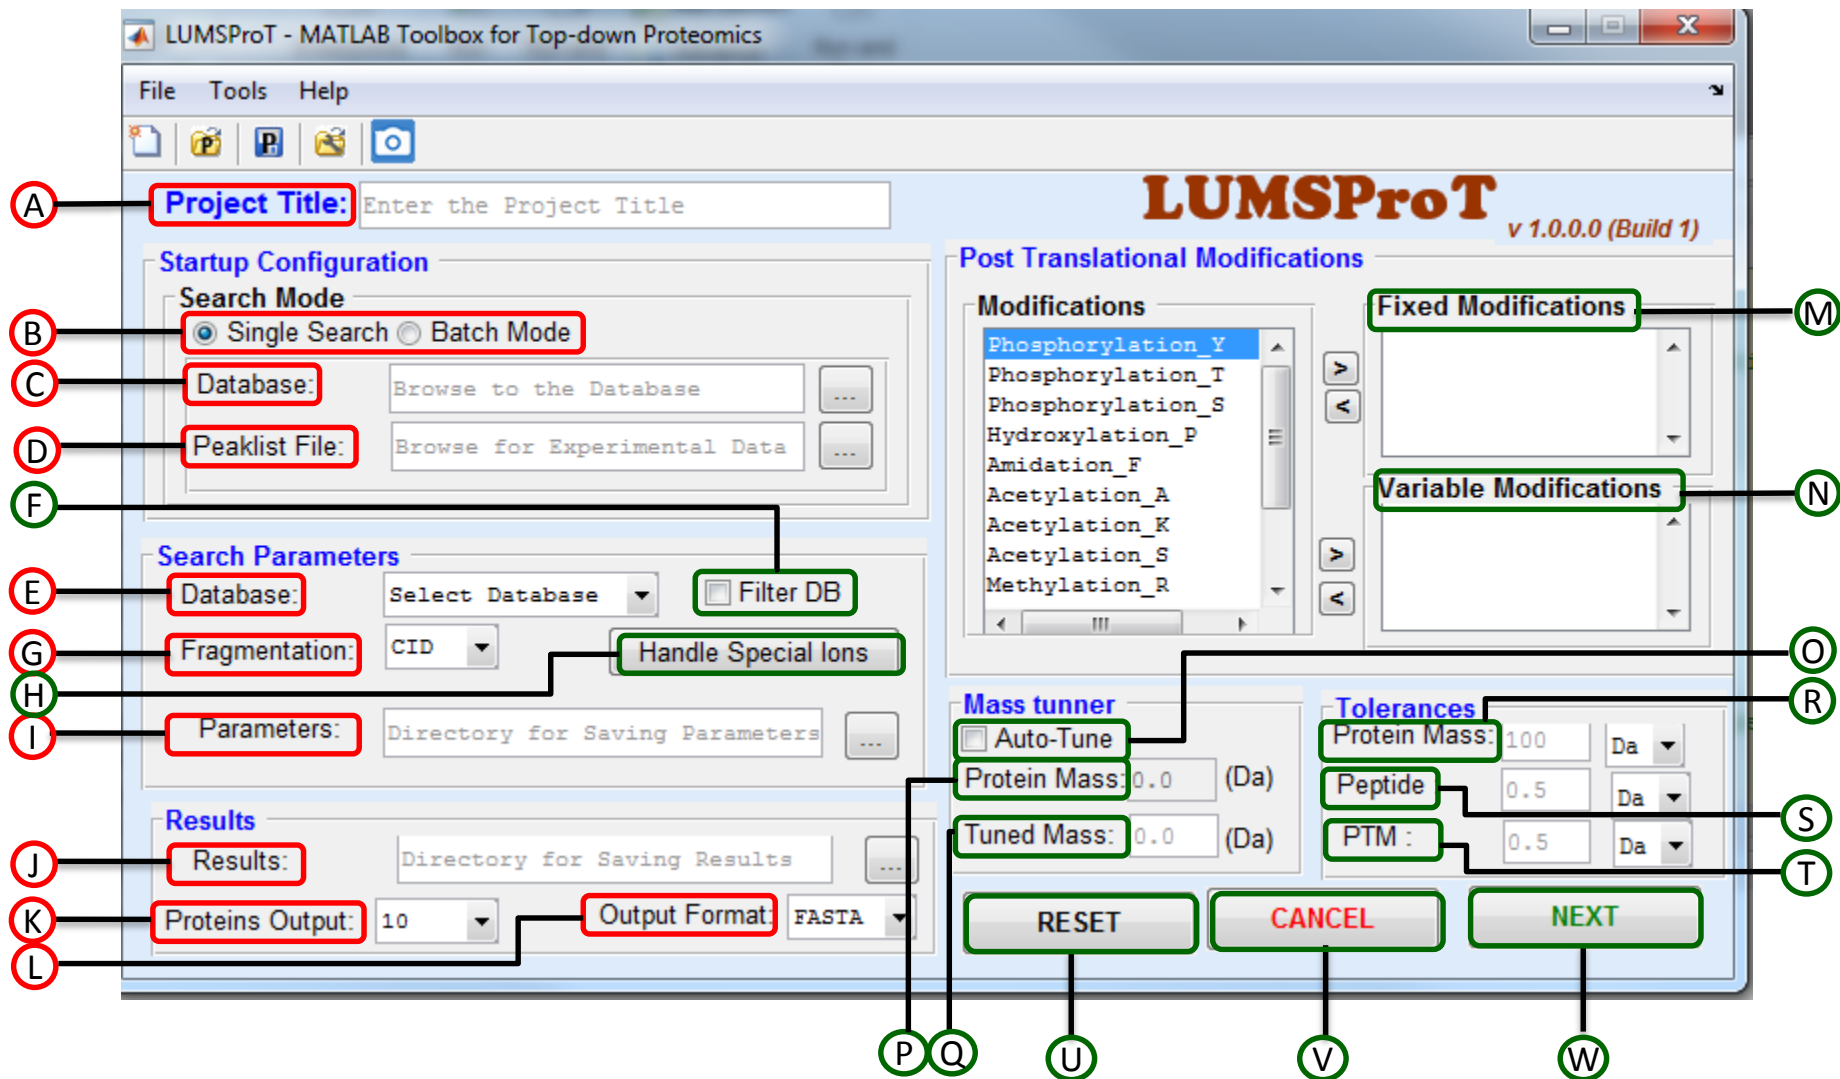 LUMSProT - MATLAB Toolbox for Top-down Proteomics
File Tools Help
A
Project Title: Enter the Project Title
LUMSProT
v 1.0.0.0 (Build 1)
Startup Configuration
Search Mode
B
Single Search Batch Mode
C
Database: Browse to the Database ...
D
Peaklist File: Browse for Experimental Data ...
F
Search Parameters
E
Database: Select Database Filter DB
G
Fragmentation: CID Handle Special Ions
H
I
Parameters: Directory for Saving Parameters ...
Results
J
Results: Directory for Saving Results ...
K
Proteins Output: 10 Output Format: FASTA
L
Post Translational Modifications
Modifications
Phosphorylation_Y
Phosphorylation_T
Phosphorylation_S
Hydroxylation_P
Amidation_F
Acetylation_A
Acetylation_K
Acetylation_S
Methylation_R
>
<
>
<
Fixed Modifications
M
Variable Modifications
N
O
Mass tunner
Auto-Tune
Protein Mass: 0.0 (Da)
Tuned Mass: 0.0 (Da)
R
Tolerances
Protein Mass: 100 Da
Peptide 0.5 Da
S
PTM : 0.5 Da
T
RESET CANCEL NEXT
P Q U V W